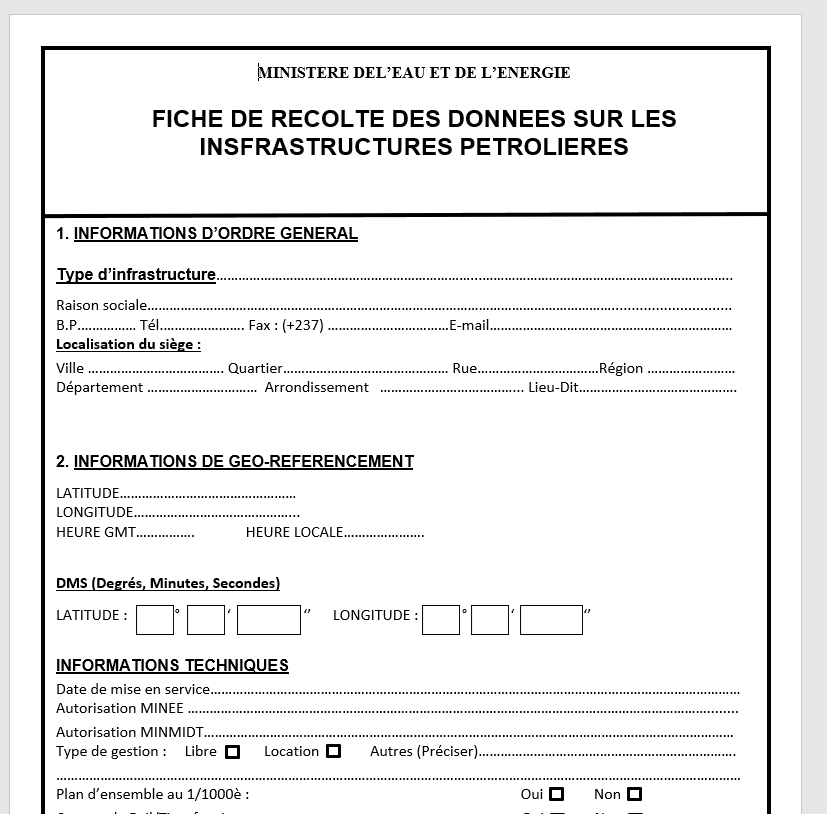 MINISTERE DEL’EAU ET DE L’ENERGIE
FICHE DE RECOLTE DES DONNEES SUR LES
INSFRASTRUCTURES PETROLIERES
1. INFORMATIONS D’ORDRE GENERAL
Type d’infrastructure……………………………………………………………………………………………..
Raison sociale……………………………………………………………………………………………………...
B.P.…………… Tél.…………………. Fax : (+237) …………………………E-mail……………………………………………………
Localisation du siège :
Ville ………………………………. Quartier……………………………………. Rue…………………………Région …………………
Département ……………………… Arrondissement ………………………………... Lieu-Dit………………………………….
2. INFORMATIONS DE GEO-REFERENCEMENT
LATITUDE…………………………………………
LONGITUDE……………………………………...
HEURE GMT……………. HEURE LOCALE………………….
DMS (Degrés, Minutes, Secondes)
LATITUDE : ° ‘ ‘’ LONGITUDE : ° ‘ ‘’
INFORMATIONS TECHNIQUES
Date de mise en service………………………………………………………………………………………………
Autorisation MINEE ………………………………………………………………………………………………......
Autorisation MINMIDT………………………………………………………………………………………………
Type de gestion : Libre Location Autres (Préciser)…………………………………………………………….
………………………………………………………………………………………………………………………………
Plan d’ensemble au 1/1000è : Oui Non